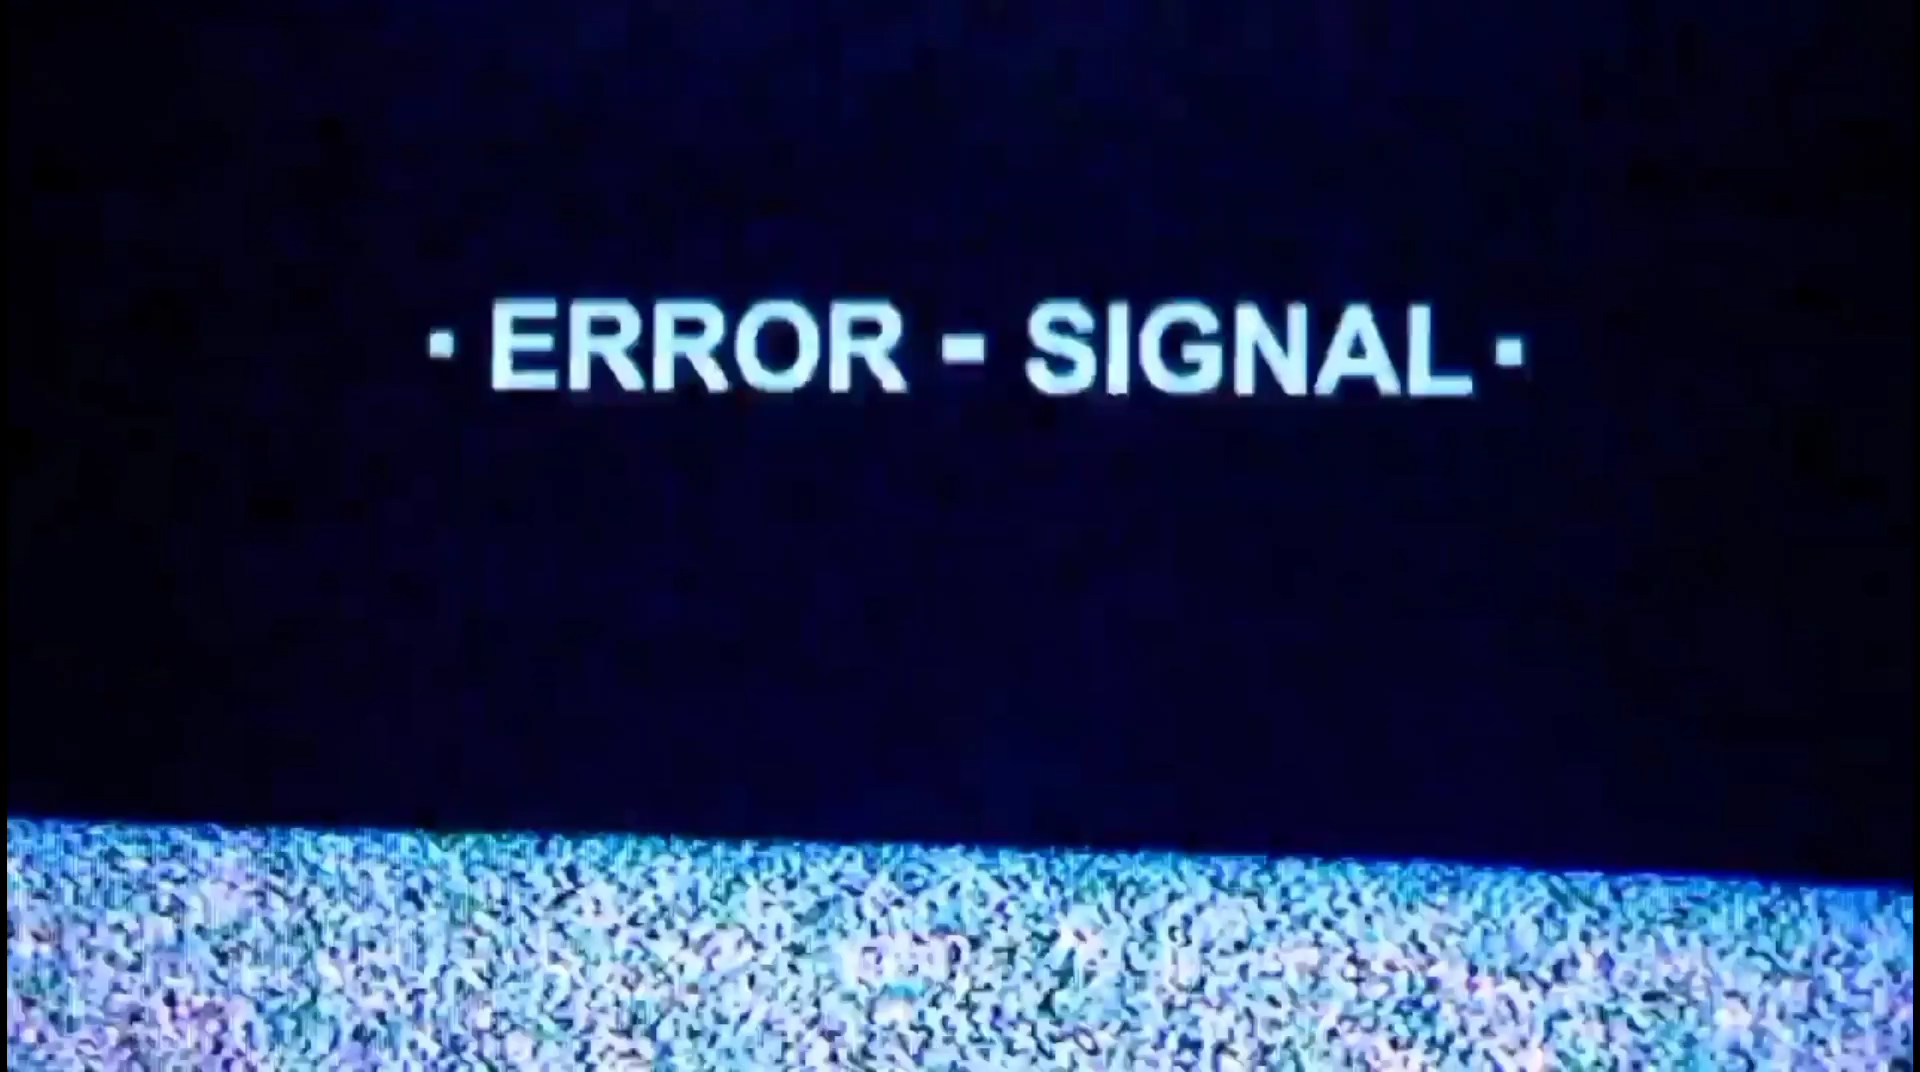 · ERROR - SIGNAL ·